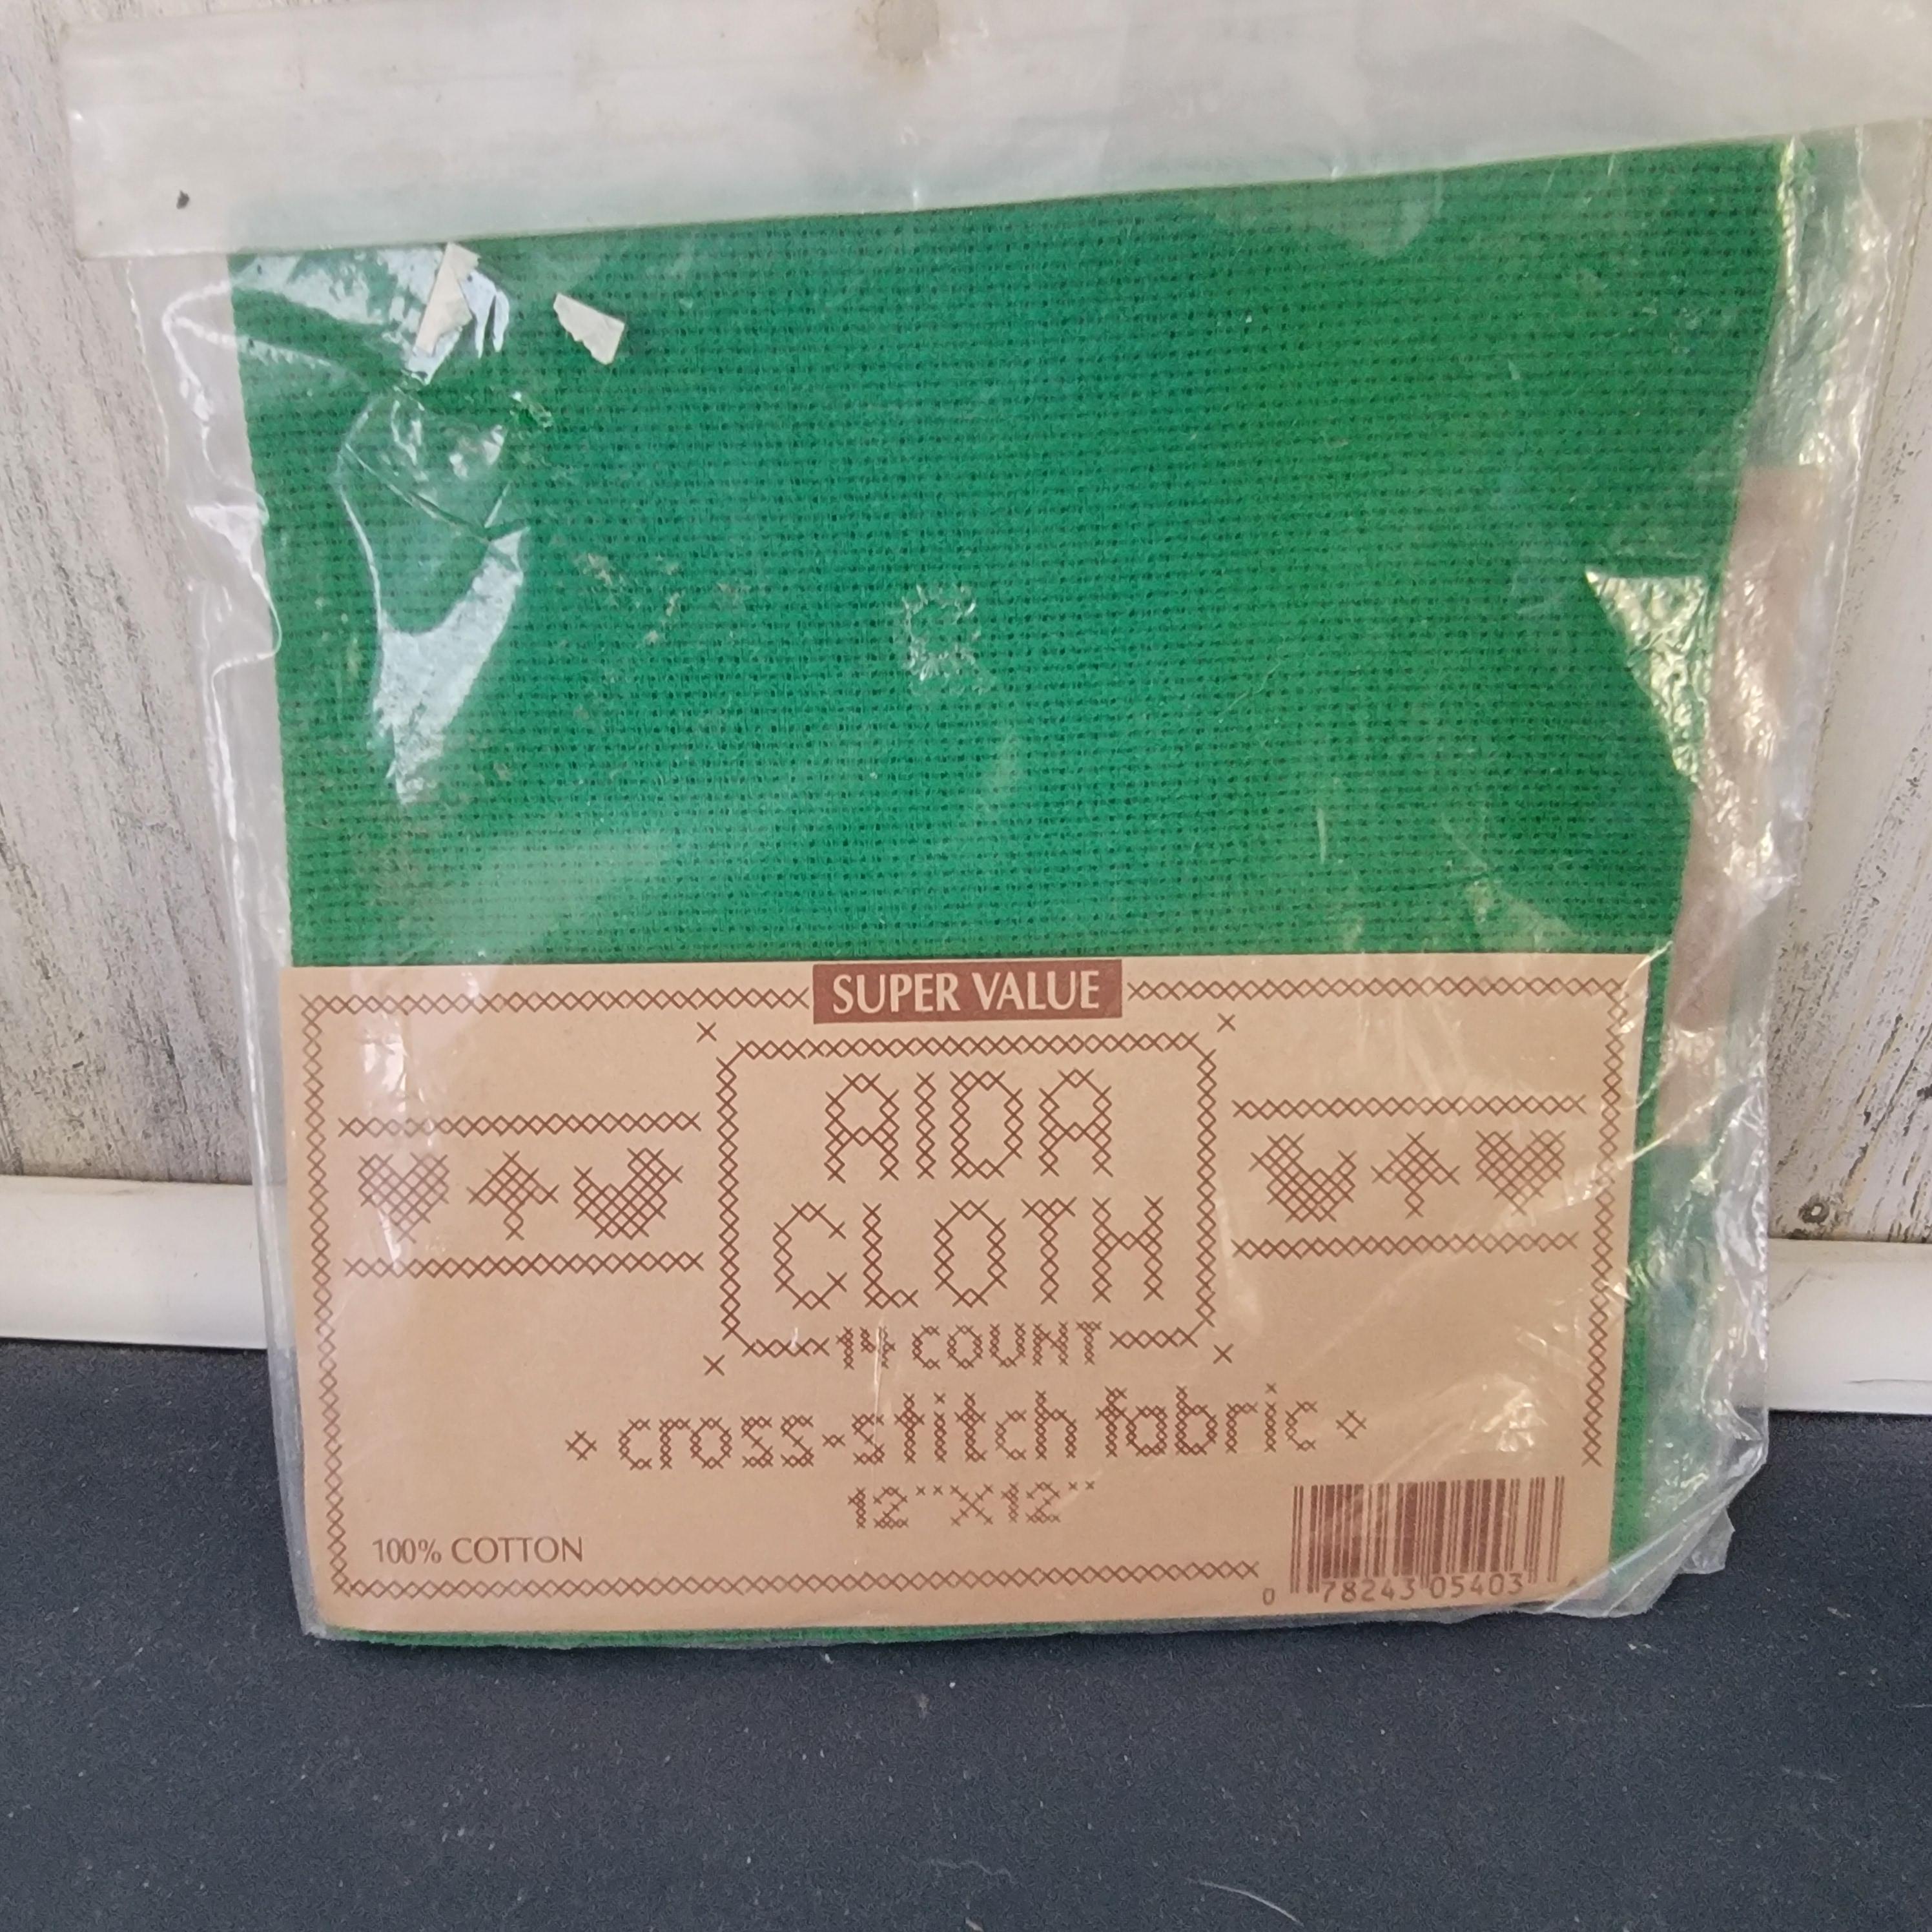 SUPER VALUE
AIDA
CLOTH
14 COUNT
cross-stitch fabric
12"X12"
100% COTTON
0 78243 05403